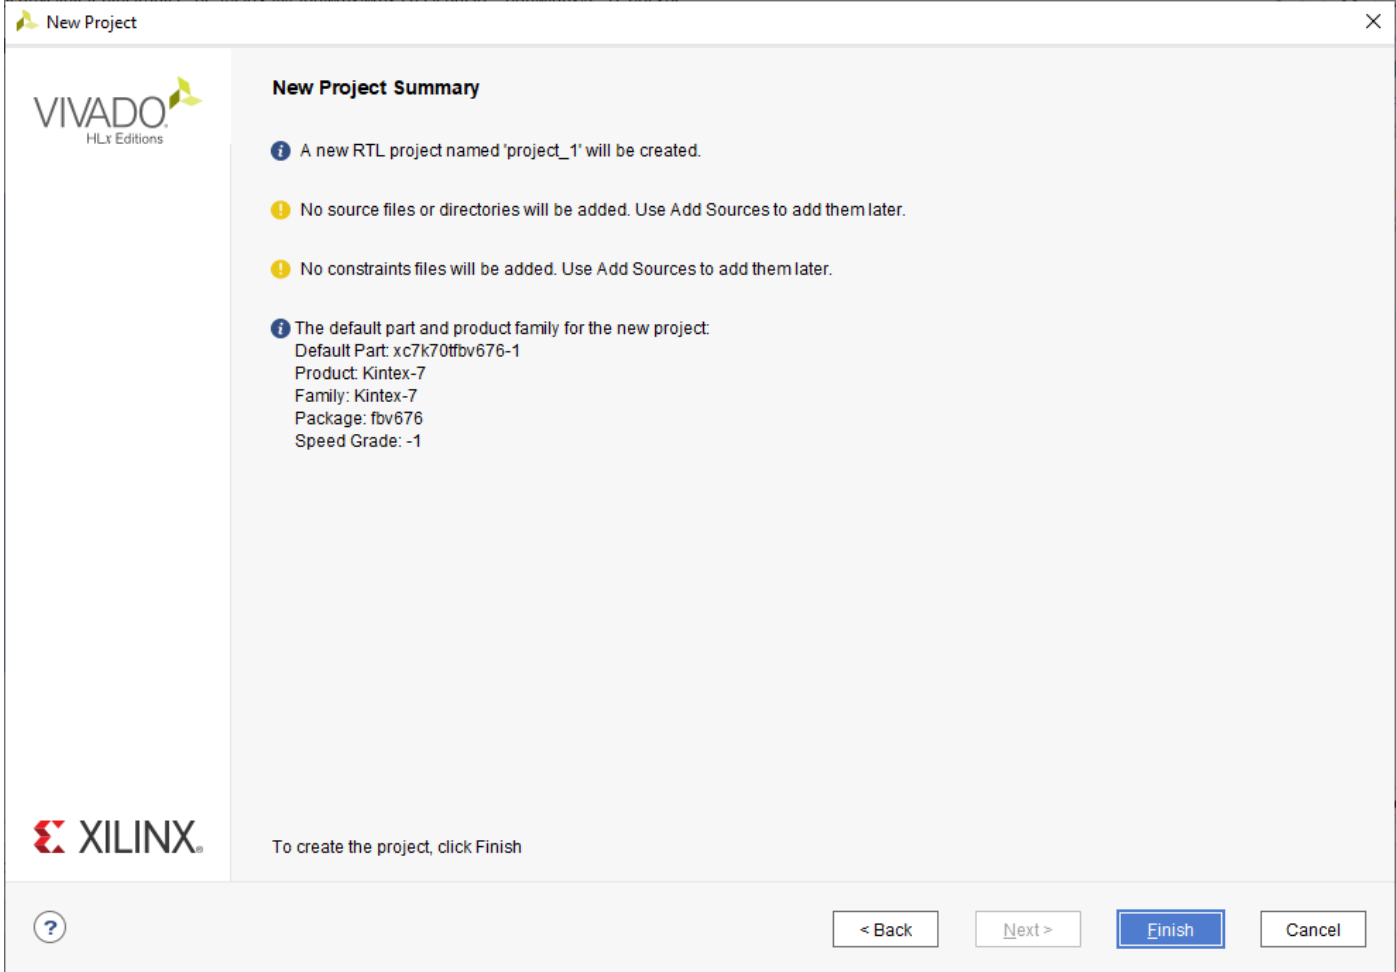 New Project
VIVADO
HLx Editions
New Project Summary
A new RTL project named 'project_1' will be created.
No source files or directories will be added. Use Add Sources to add them later.
No constraints files will be added. Use Add Sources to add them later.
The default part and product family for the new project:
Default Part: xc7k70tfbv676-1
Product: Kintex-7
Family: Kintex-7
Package: fbv676
Speed Grade: -1
XILINX
To create the project, click Finish
?
< Back
Next >
Finish
Cancel